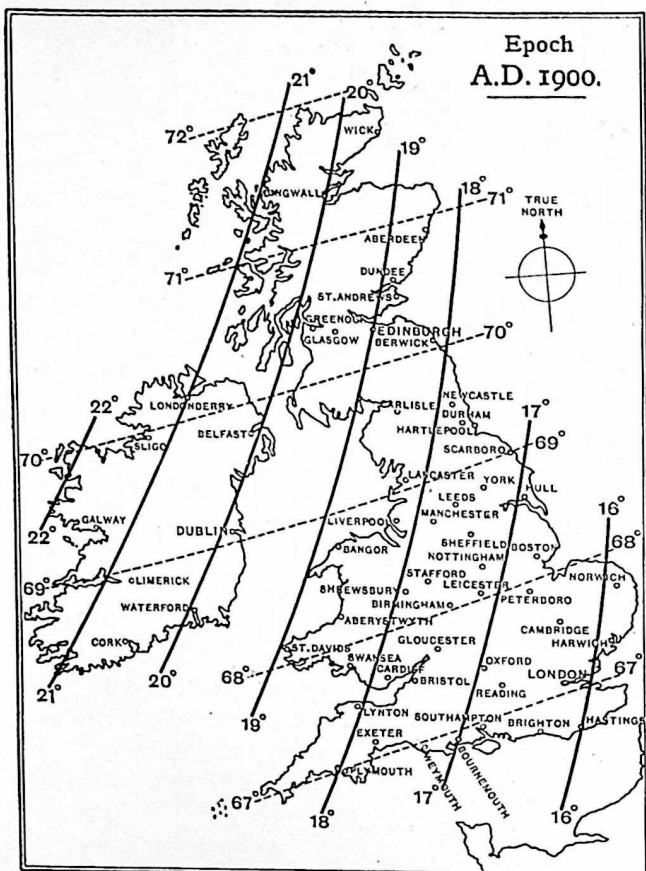 Epoch
A.D. 1900.
21°
20°
72°
WICK
19°
18°
INGWALL
71°
TRUE
NORTH
ABERDEEN
71°
DUNDEE
ST. ANDREWS
GREENOCK
EDINBURGH
70°
GLASGOW
BERWICK
22°
LONDONDERRY
CARLISLE
NEWCASTLE
DURHAM
17°
HARTLEPOOL
BELFAST
SLIGO
70°
SCARBORO
69°
LANCASTER
YORK
HULL
LEEDS
16°
GALWAY
22°
DUBLIN
LIVERPOOL
MANCHESTER
SHEFFIELD
BOSTON
68°
BANGOR
NOTTINGHAM
69°
LIMERICK
STAFFORD
NORWICH
SHREWSBURY
LEICESTER
PETERBORO
WATERFORD
BIRMINGHAM
ABERYSTWYTH
CAMBRIDGE
CORK
ST. DAVIDS
GLOUCESTER
HARWICH
SWANSEA
OXFORD
67°
21°
20°
68°
CARDIFF
BRISTOL
LONDON
READING
19°
LYNTON
SOUTHAMPTON
BRIGHTON
HASTINGS
EXETER
PLYMOUTH
WEYMOUTH
BOURNEMOUTH
67°
18°
17°
16°